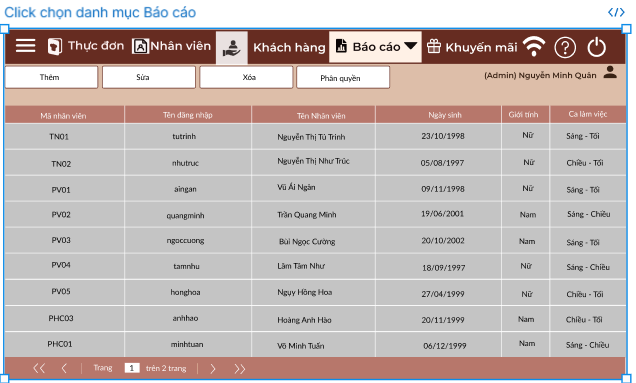 Click chọn danh mục Báo cáo
Thực đơn Nhân viên Khách hàng Báo cáo Khuyến mãi
Thêm Sửa Xóa Phân quyền (Admin) Nguyễn Minh Quân
Mã nhân viên Tên đăng nhập Tên Nhân viên Ngày sinh Giới tính Ca làm việc
TN01 tutrinh Nguyễn Thị Tú Trinh 23/10/1998 Nữ Sáng - Tối
TN02 nhutruc Nguyễn Thị Như Trúc 05/08/1997 Nữ Chiều - Tối
PV01 aingan Vũ Ái Ngân 09/11/1998 Nữ Sáng - Tối
PV02 quangminh Trần Quang Minh 19/06/2001 Nam Sáng - Chiều
PV03 ngoccuong Bùi Ngọc Cường 20/10/2002 Nam Sáng - Tối
PV04 tamnhu Lâm Tâm Như 18/09/1997 Nữ Sáng - Chiều
PV05 honghoa Ngụy Hồng Hoa 27/04/1999 Nữ Chiều - Tối
PHC03 anhhao Hoàng Anh Hào 20/11/1999 Nam Chiều - Tối
PHC01 minhtuan Võ Minh Tuấn 06/12/1999 Nam Sáng - Chiều
Trang 1 trên 2 trang